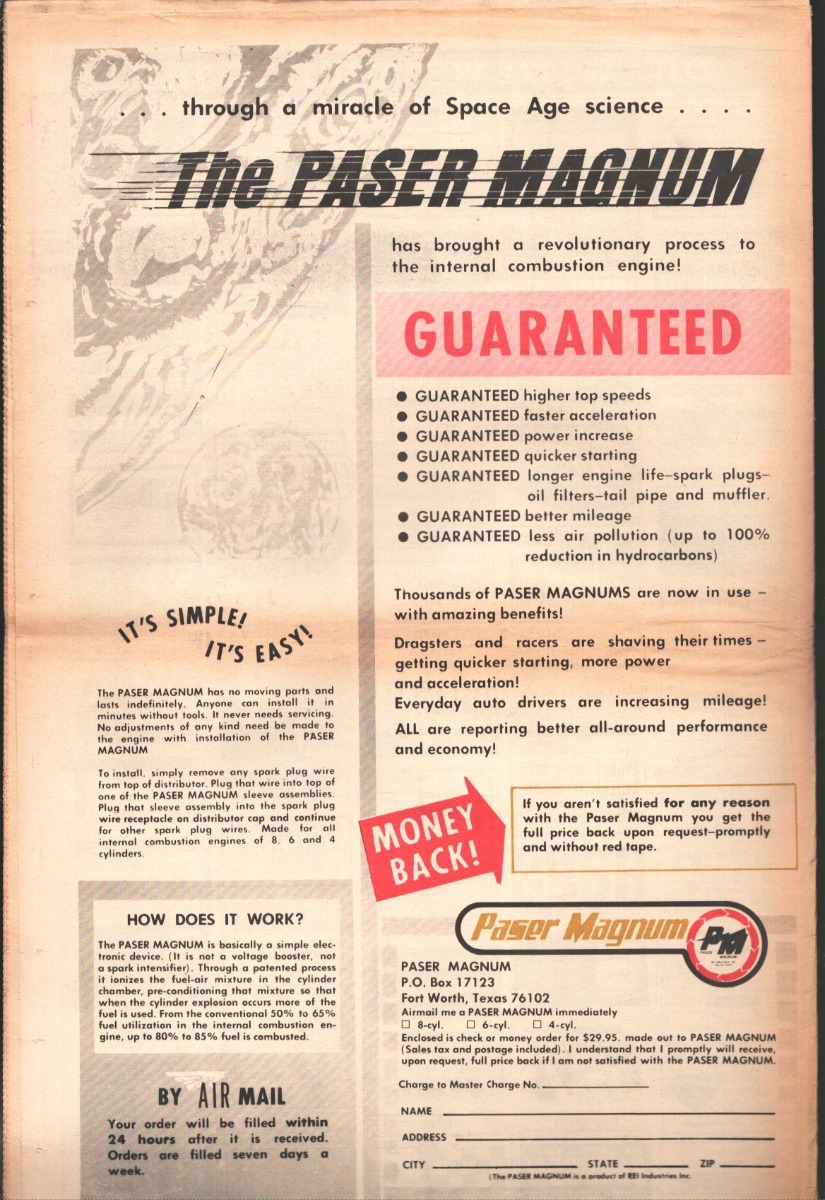 . . . through a miracle of Space Age science . . . .
The PASER MAGNUM
has brought a revolutionary process to
the internal combustion engine!
GUARANTEED
● GUARANTEED higher top speeds
● GUARANTEED faster acceleration
● GUARANTEED power increase
● GUARANTEED quicker starting
● GUARANTEED longer engine life–spark plugs–
oil filters–tail pipe and muffler.
● GUARANTEED better mileage
● GUARANTEED less air pollution (up to 100%
reduction in hydrocarbons)
Thousands of PASER MAGNUMS are now in use –
with amazing benefits!
Dragsters and racers are shaving their times –
getting quicker starting, more power
and acceleration!
Everyday auto drivers are increasing mileage!
ALL are reporting better all-around performance
and economy!
IT'S SIMPLE!
IT'S EASY!
The PASER MAGNUM has no moving parts and
lasts indefinitely. Anyone can install it in
minutes without tools. It never needs servicing.
No adjustments of any kind need be made to
the engine with installation of the PASER
MAGNUM
To install, simply remove any spark plug wire
from top of distributor. Plug that wire into top of
one of the PASER MAGNUM sleeve assemblies.
Plug that sleeve assembly into the spark plug
wire receptacle on distributor cap and continue
for other spark plug wires. Made for all
internal combustion engines of 8, 6 and 4
cylinders.
MONEY
BACK!
If you aren't satisfied for any reason
with the Paser Magnum you get the
full price back upon request–promptly
and without red tape.
HOW DOES IT WORK?
The PASER MAGNUM is basically a simple elec-
tronic device. (It is not a voltage booster, not
a spark intensifier). Through a patented process
it ionizes the fuel-air mixture in the cylinder
chamber, pre-conditioning that mixture so that
when the cylinder explosion occurs more of the
fuel is used. From the conventional 50% to 65%
fuel utilization in the internal combustion en-
gine, up to 80% to 85% fuel is combusted.
BY AIR MAIL
Your order will be filled within
24 hours after it is received.
Orders are filled seven days a
week.
Paser Magnum
PM
PASER MAGNUM
PASER MAGNUM
P.O. Box 17123
Fort Worth, Texas 76102
Airmail me a PASER MAGNUM immediately
☐ 8-cyl. ☐ 6-cyl. ☐ 4-cyl.
Enclosed is check or money order for $29.95, made out to PASER MAGNUM
(Sales tax and postage included). I understand that I promptly will receive,
upon request, full price back if I am not satisfied with the PASER MAGNUM.
Charge to Master Charge No.
NAME
ADDRESS
CITY STATE ZIP
(The PASER MAGNUM is a product of REI Industries Inc.